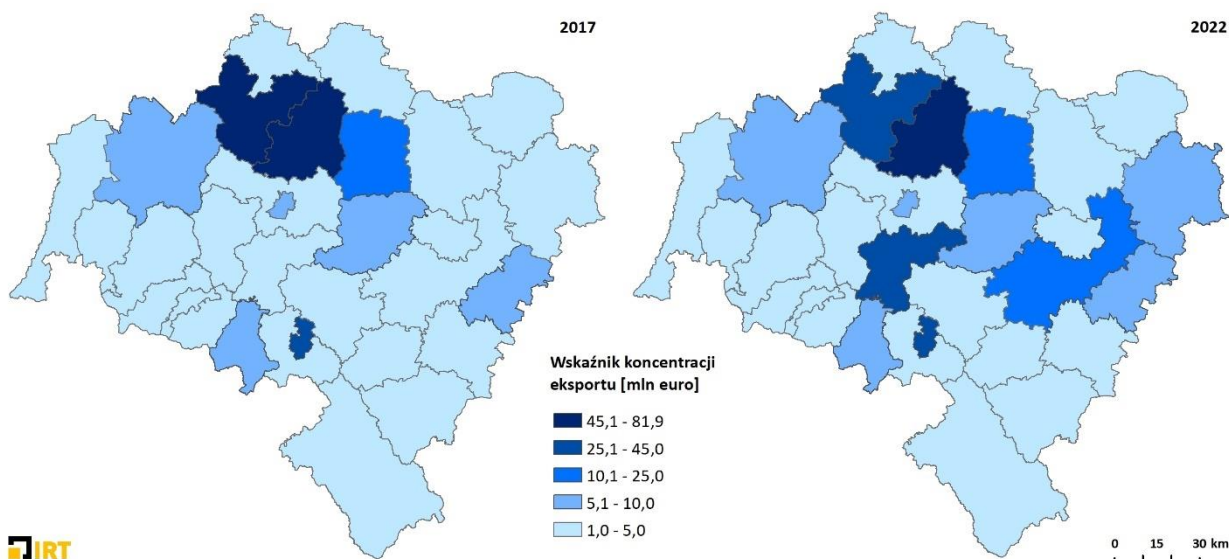 2017
2022
Wskaźnik koncentracji
eksportu [mln euro]
45,1 - 81,9
25,1 - 45,0
10,1 - 25,0
5,1 - 10,0
1,0 - 5,0
IRT
0 15 30 km